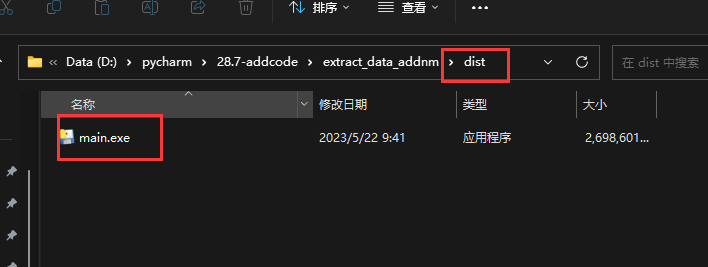 排序 查看 •••
Data (D:) › pycharm › 28.7-addcode › extract_data_addnm › dist 在 dist 中搜索
名称 修改日期 类型 大小
main.exe 2023/5/22 9:41 应用程序 2,698,601...